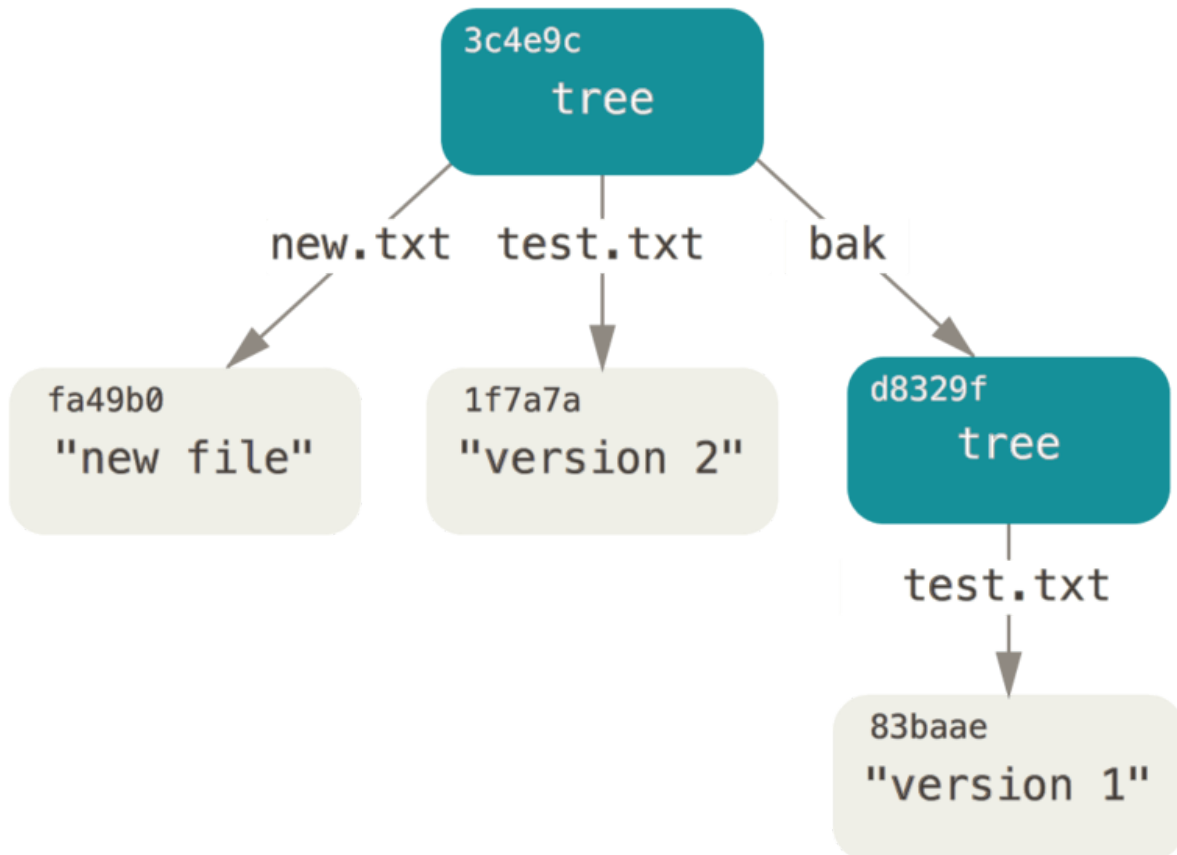 3c4e9c
tree
new.txt
test.txt
bak
fa49b0
"new file"
1f7a7a
"version 2"
d8329f
tree
test.txt
83baae
"version 1"